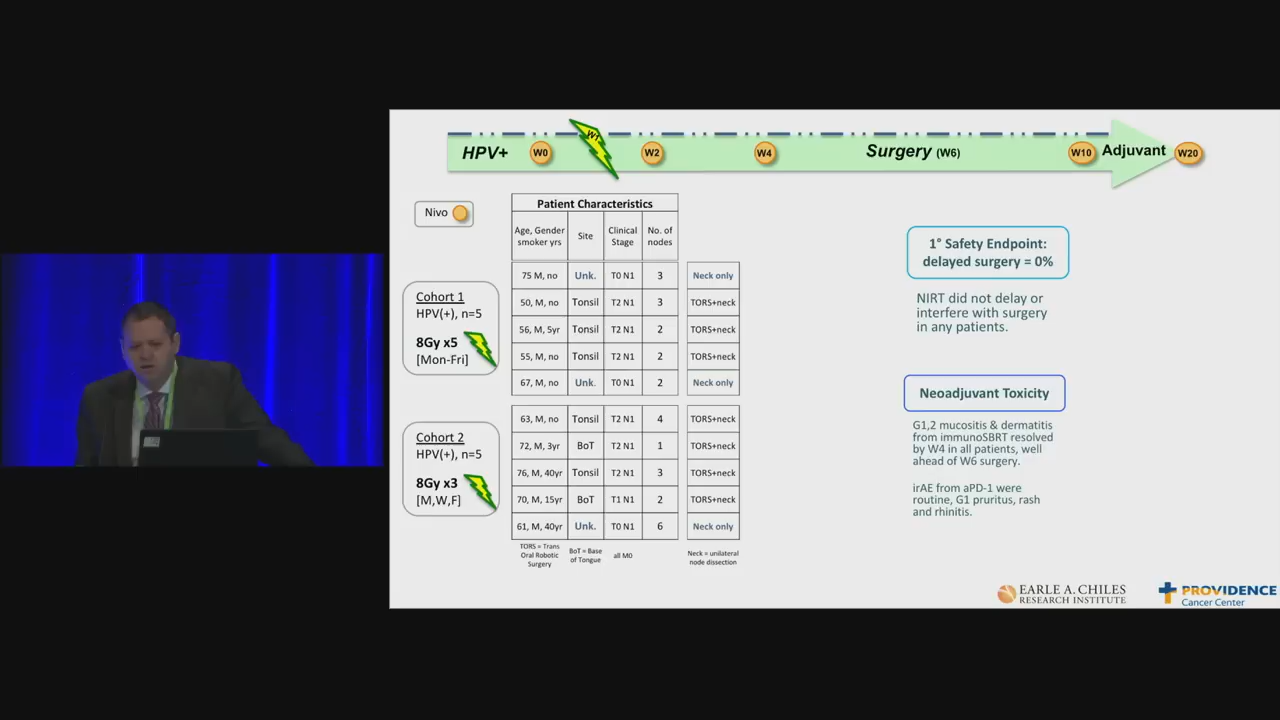 HPV+ W0 W1 W2 W4 Surgery (W6) W10 Adjuvant W20
Nivo
Patient Characteristics
Age, Gender smoker yrs Site Clinical Stage No. of nodes
Cohort 1
HPV(+), n=5
8Gy x5
[Mon-Fri]
75 M, no Unk. T0 N1 3 Neck only
50, M, no Tonsil T2 N1 3 TORS+neck
56, M, 5yr Tonsil T2 N1 2 TORS+neck
55, M, no Tonsil T2 N1 2 TORS+neck
67, M, no Unk. T0 N1 2 Neck only
Cohort 2
HPV(+), n=5
8Gy x3
[M,W,F]
63, M, no Tonsil T2 N1 4 TORS+neck
72, M, 3yr BoT T2 N1 1 TORS+neck
76, M, 40yr Tonsil T2 N1 3 TORS+neck
70, M, 15yr BoT T1 N1 2 TORS+neck
61, M, 40yr Unk. T0 N1 6 Neck only
TORS = Trans
Oral Robotic
Surgery
BoT = Base
of Tongue
all M0
Neck = unilateral
node dissection
1° Safety Endpoint:
delayed surgery = 0%
NIRT did not delay or
interfere with surgery
in any patients.
Neoadjuvant Toxicity
G1,2 mucositis & dermatitis
from immunoSBRT resolved
by W4 in all patients, well
ahead of W6 surgery.
irAE from aPD-1 were
routine, G1 pruritus, rash
and rhinitis.
EARLE A. CHILES
RESEARCH INSTITUTE
PROVIDENCE
Cancer Center